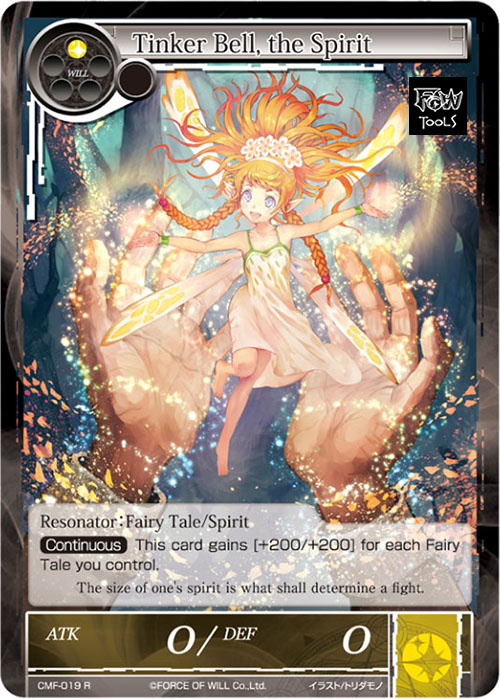 Tinker Bell, the Spirit
WILL
FOW
TOOLS
Resonator:Fairy Tale/Spirit
Continuous This card gains [+200/+200] for each Fairy
Tale you control.
The size of one's spirit is what shall determine a fight.
ATK 0/ DEF 0
CMF-019 R ©FORCE OF WILL Co.,Ltd. イラスト/トリダモノ